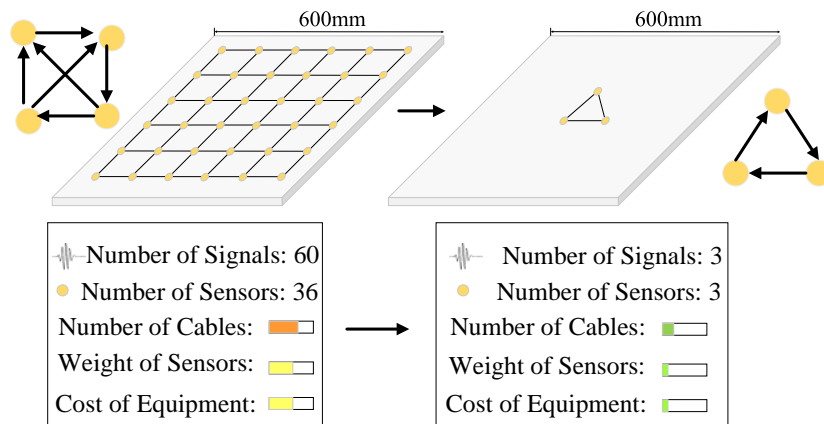 600mm
600mm
Number of Signals: 60
Number of Sensors: 36
Number of Cables:
Weight of Sensors:
Cost of Equipment:
Number of Signals: 3
Number of Sensors: 3
Number of Cables:
Weight of Sensors:
Cost of Equipment: